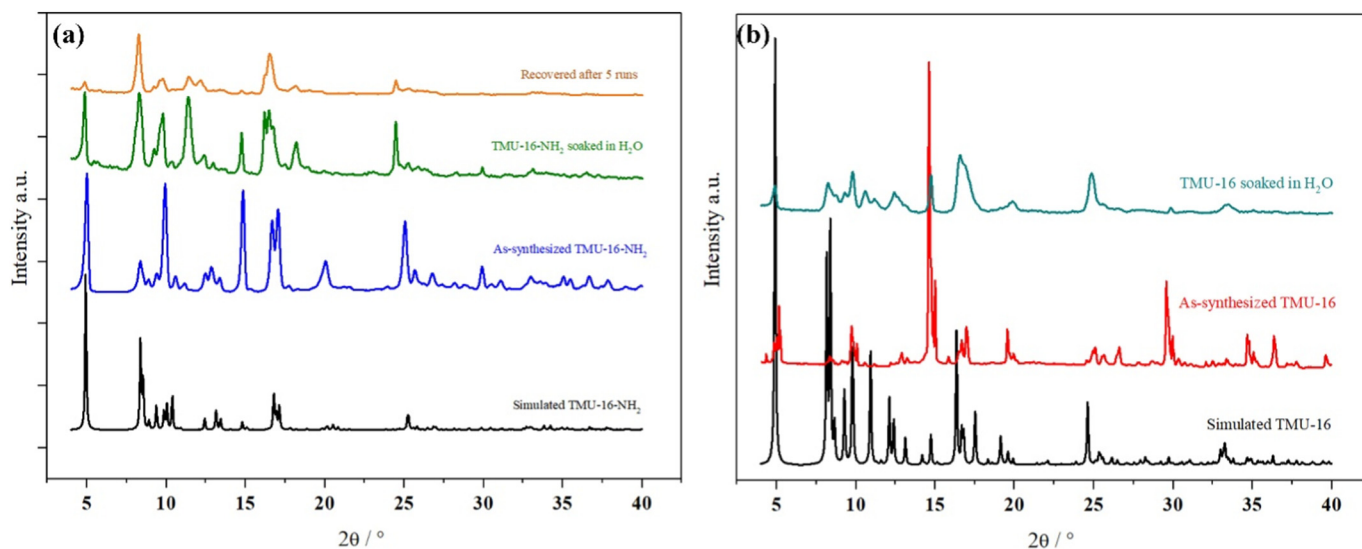 (a)
Recovered after 5 runs
TMU-16-NH₂ soaked in H₂O
As-synthesized TMU-16-NH₂
Simulated TMU-16-NH₂
Intensity a.u.
5 10 15 20 25 30 35 40
2θ / °
(b)
TMU-16 soaked in H₂O
As-synthesized TMU-16
Simulated TMU-16
Intensity a.u.
5 10 15 20 25 30 35 40
2θ / °